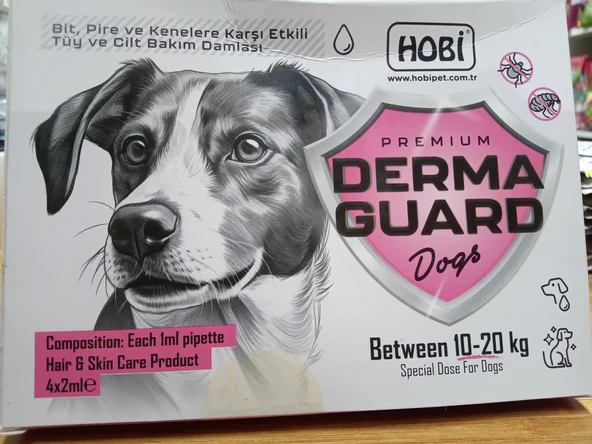 Bit, Pire ve Kenelere Karşı Etkili
Tüy ve Cilt Bakım Damlası
HOBi
www.hobipet.com.tr
PREMIUM
DERMA
GUARD
Dogs
Composition: Each 1ml pipette
Hair & Skin Care Product
4x2ml℮
Between 10-20 kg
Special Dose For Dogs